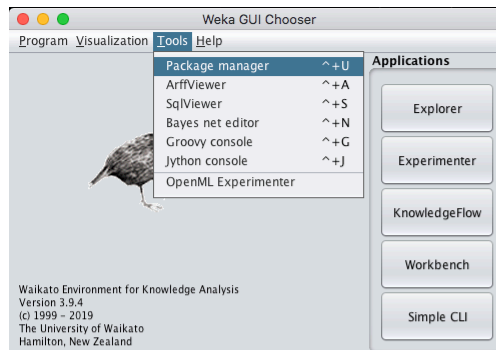 Weka GUI Chooser
Program Visualization Tools Help
Package manager ^+U
ArffViewer ^+A
SqlViewer ^+S
Bayes net editor ^+N
Groovy console ^+G
Jython console ^+J
OpenML Experimenter
Applications
Explorer
Experimenter
KnowledgeFlow
Workbench
Simple CLI
Waikato Environment for Knowledge Analysis
Version 3.9.4
(c) 1999 - 2019
The University of Waikato
Hamilton, New Zealand